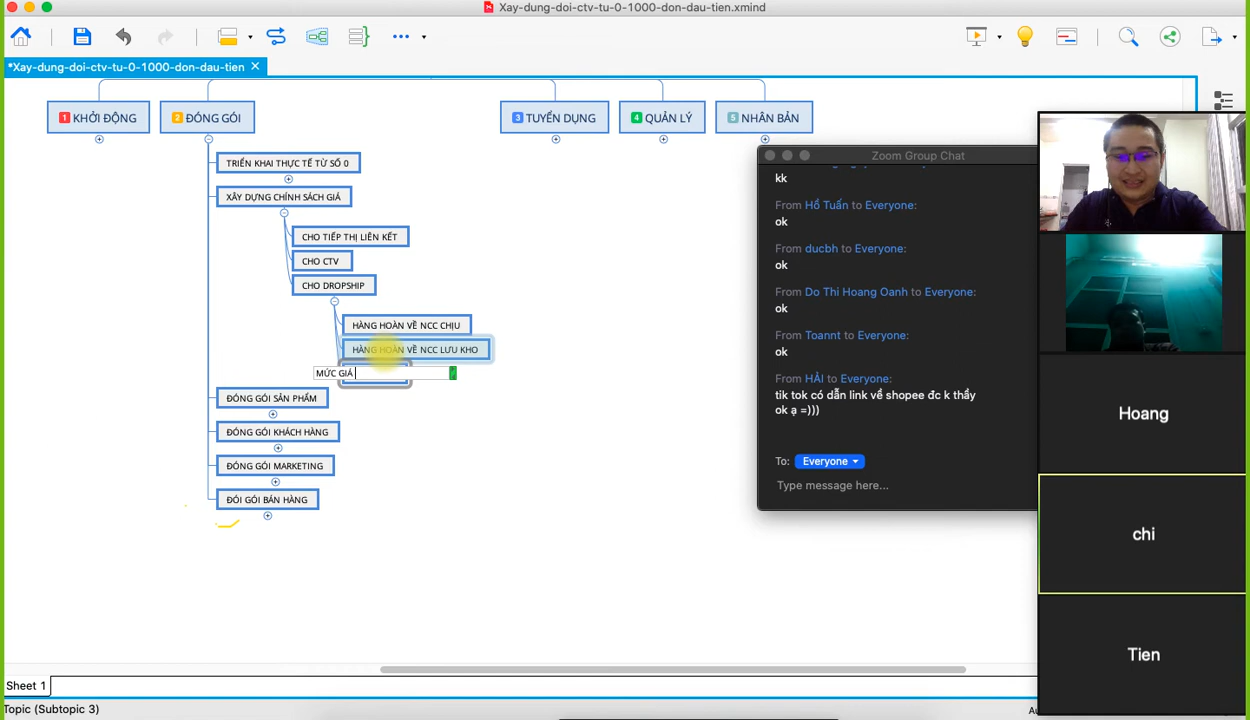 Xay-dung-doi-ctv-tu-0-1000-don-dau-tien.xmind
*Xay-dung-doi-ctv-tu-0-1000-don-dau-tien
1 KHỞI ĐỘNG
2 ĐÓNG GÓI
3 TUYỂN DỤNG
4 QUẢN LÝ
5 NHÂN BẢN
TRIỂN KHAI THỰC TẾ TỪ SỐ 0
XÂY DỰNG CHÍNH SÁCH GIÁ
CHO TIẾP THỊ LIÊN KẾT
CHO CTV
CHO DROPSHIP
HÀNG HOÀN VỀ NCC CHỊU
HÀNG HOÀN VỀ NCC LƯU KHO
MỨC GIÁ
ĐÓNG GÓI SẢN PHẨM
ĐÓNG GÓI KHÁCH HÀNG
ĐÓNG GÓI MARKETING
ĐÓI GÓI BÁN HÀNG
Zoom Group Chat
kk
From Hồ Tuấn to Everyone:
ok
From ducbh to Everyone:
ok
From Do Thi Hoang Oanh to Everyone:
ok
From Toannt to Everyone:
ok
From HẢI to Everyone:
tik tok có dẫn link về shopee đc k thầy
ok ạ =)))
To: Everyone
Type message here...
Hoang
chi
Tien
Sheet 1
Topic (Subtopic 3)